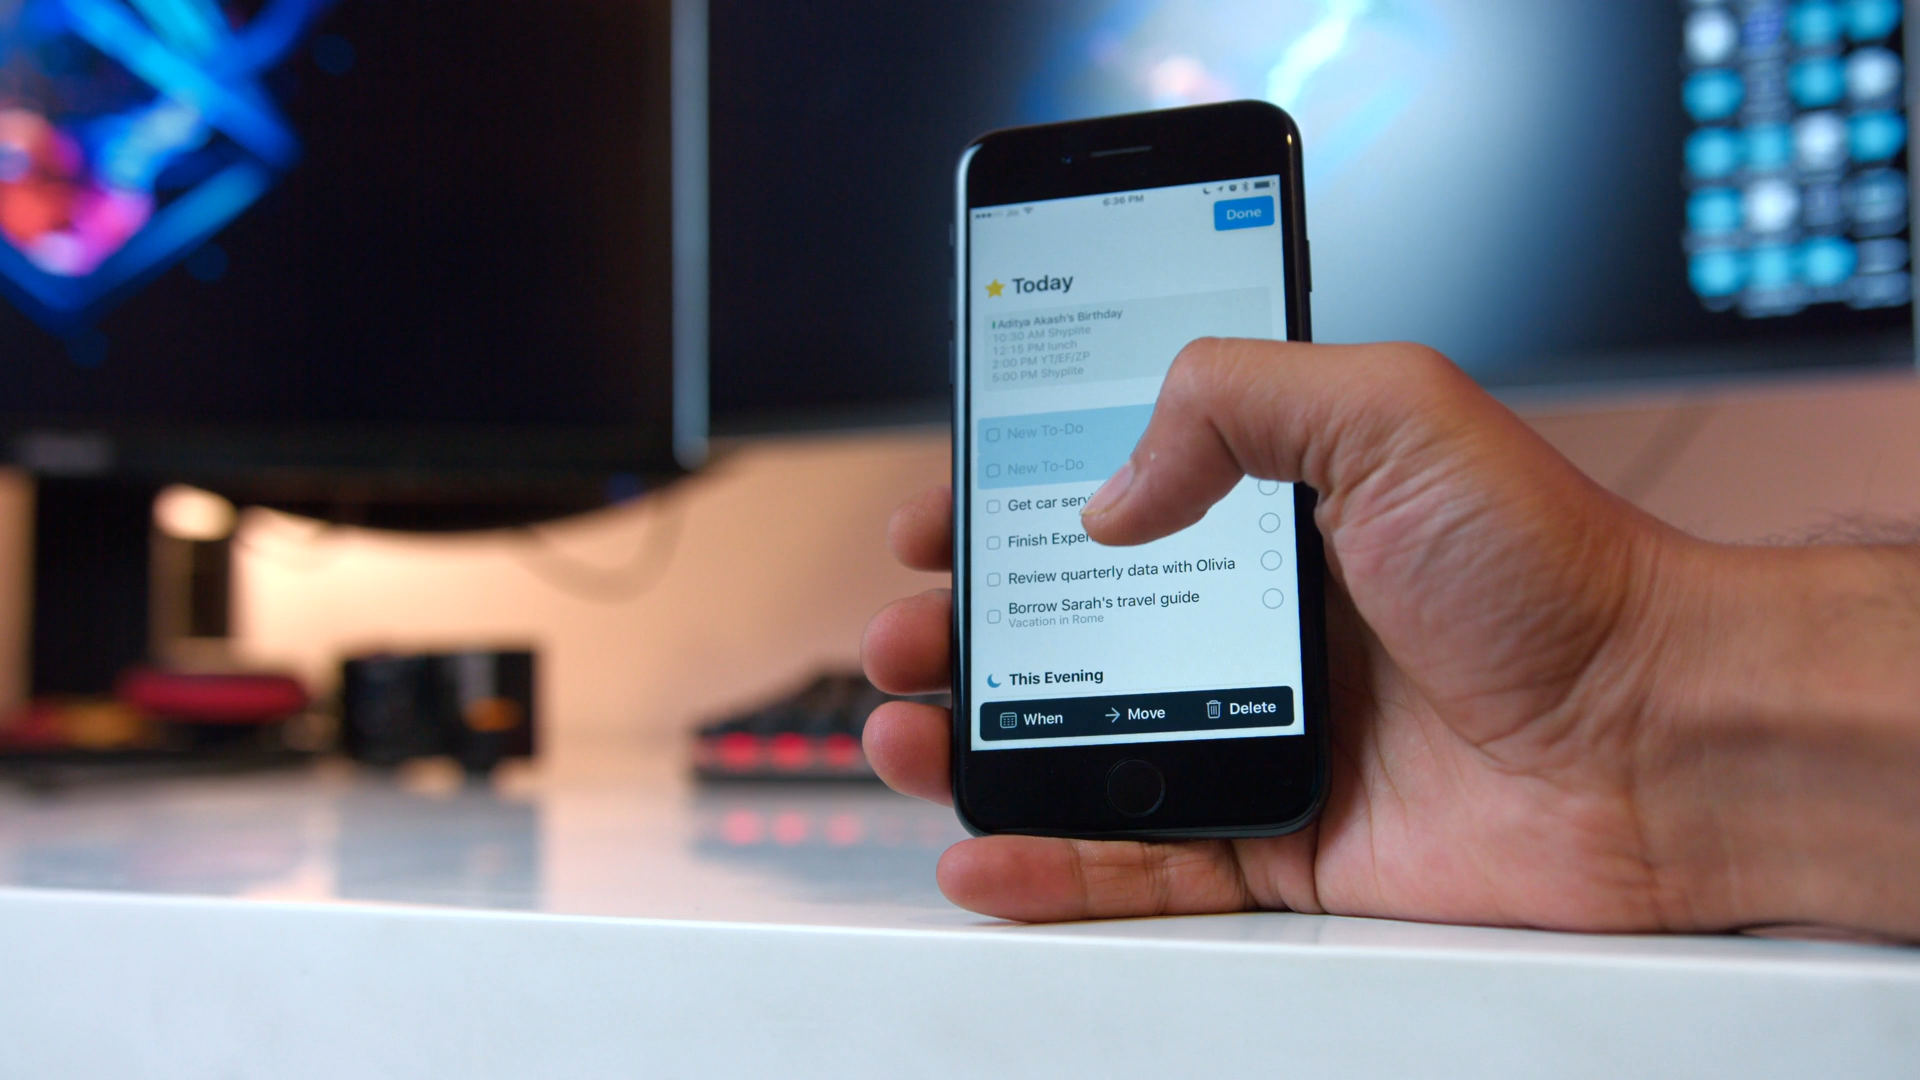 6:36 PM
Done
Today
Aditya Akash's Birthday
10:30 AM Shyplite
12:15 PM lunch
2:00 PM YT/EF/ZP
5:00 PM Shyplite
New To-Do
New To-Do
Get car serv
Finish Expen
Review quarterly data with Olivia
Borrow Sarah's travel guide
Vacation in Rome
This Evening
When
Move
Delete